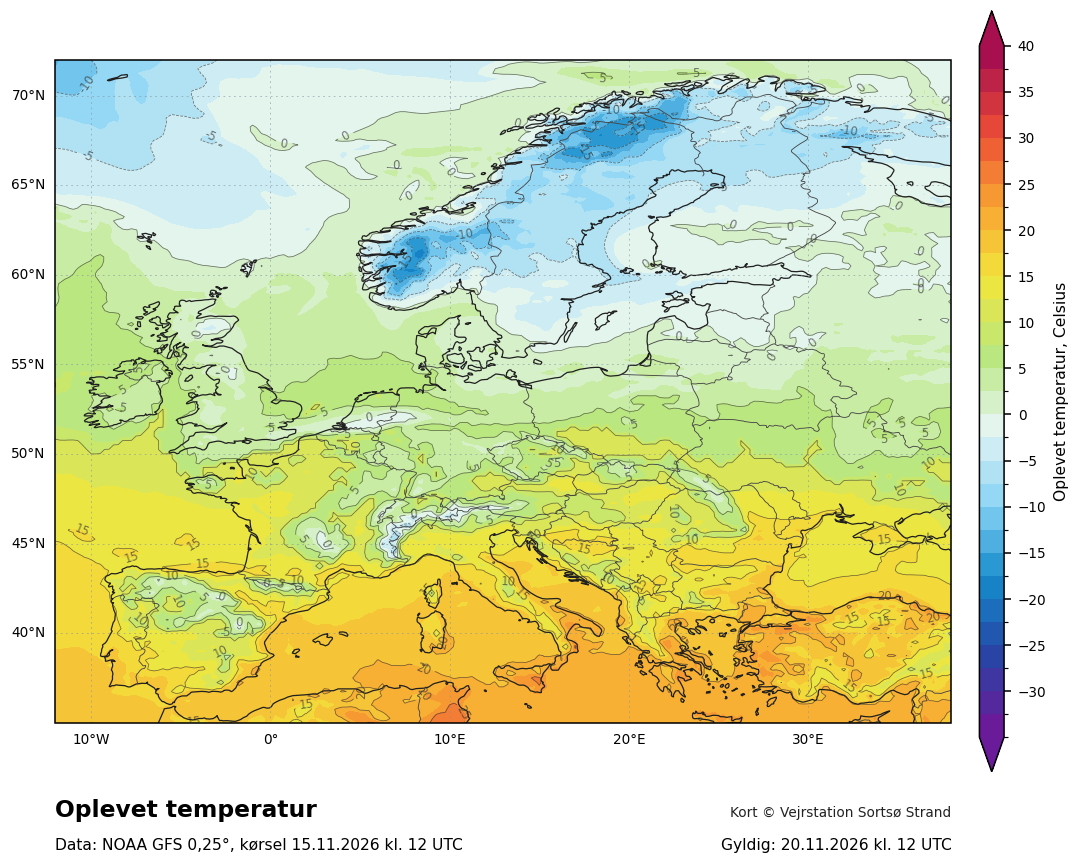 70°N
65°N
60°N
55°N
50°N
45°N
40°N
10°W 0° 10°E 20°E 30°E
40
35
30
25
20
15
10
5
0
−5
−10
−15
−20
−25
−30
Oplevet temperatur, Celsius
Oplevet temperatur
Kort © Vejrstation Sortsø Strand
Data: NOAA GFS 0,25°, kørsel 15.11.2026 kl. 12 UTC
Gyldig: 20.11.2026 kl. 12 UTC